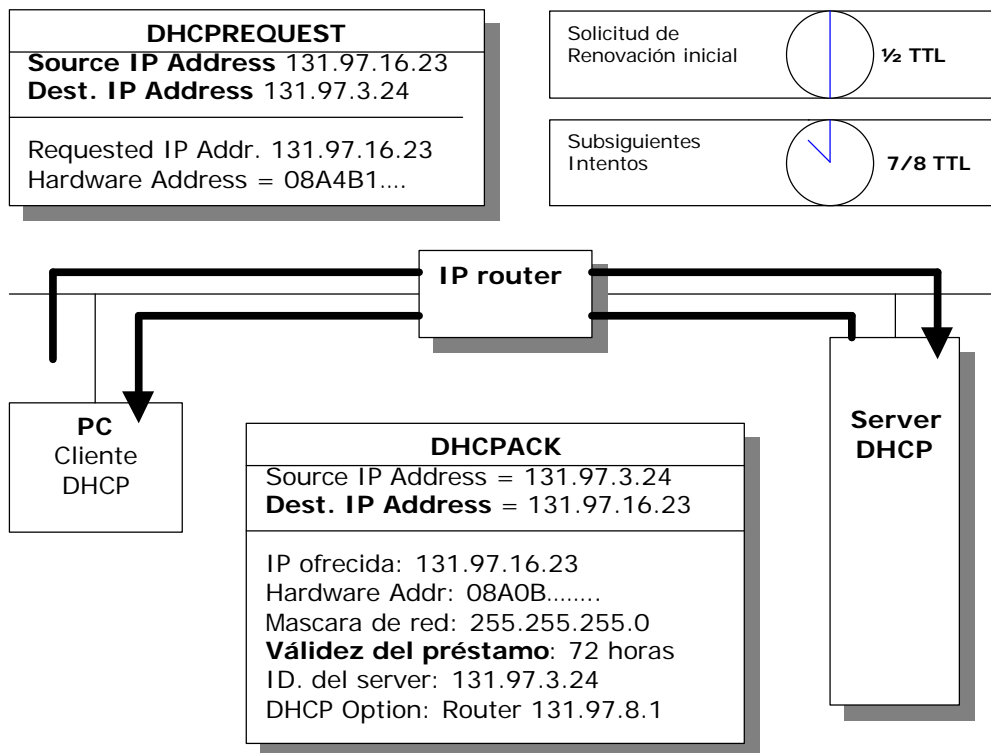 DHCPREQUEST
Source IP Address 131.97.16.23
Dest. IP Address 131.97.3.24
Requested IP Addr. 131.97.16.23
Hardware Address = 08A4B1....
Solicitud de
Renovación inicial
½ TTL
Subsiguientes
Intentos
7/8 TTL
IP router
PC
Cliente
DHCP
Server
DHCP
DHCPACK
Source IP Address = 131.97.3.24
Dest. IP Address = 131.97.16.23
IP ofrecida: 131.97.16.23
Hardware Addr: 08A0B........
Mascara de red: 255.255.255.0
Válidez del préstamo: 72 horas
ID. del server: 131.97.3.24
DHCP Option: Router 131.97.8.1